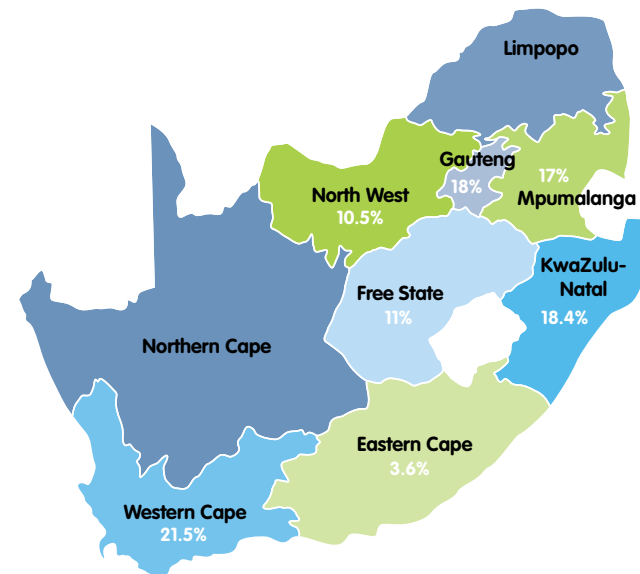 Limpopo
Gauteng
18%
17%
Mpumalanga
North West
10.5%
KwaZulu-
Natal
18.4%
Free State
11%
Northern Cape
Eastern Cape
3.6%
Western Cape
21.5%